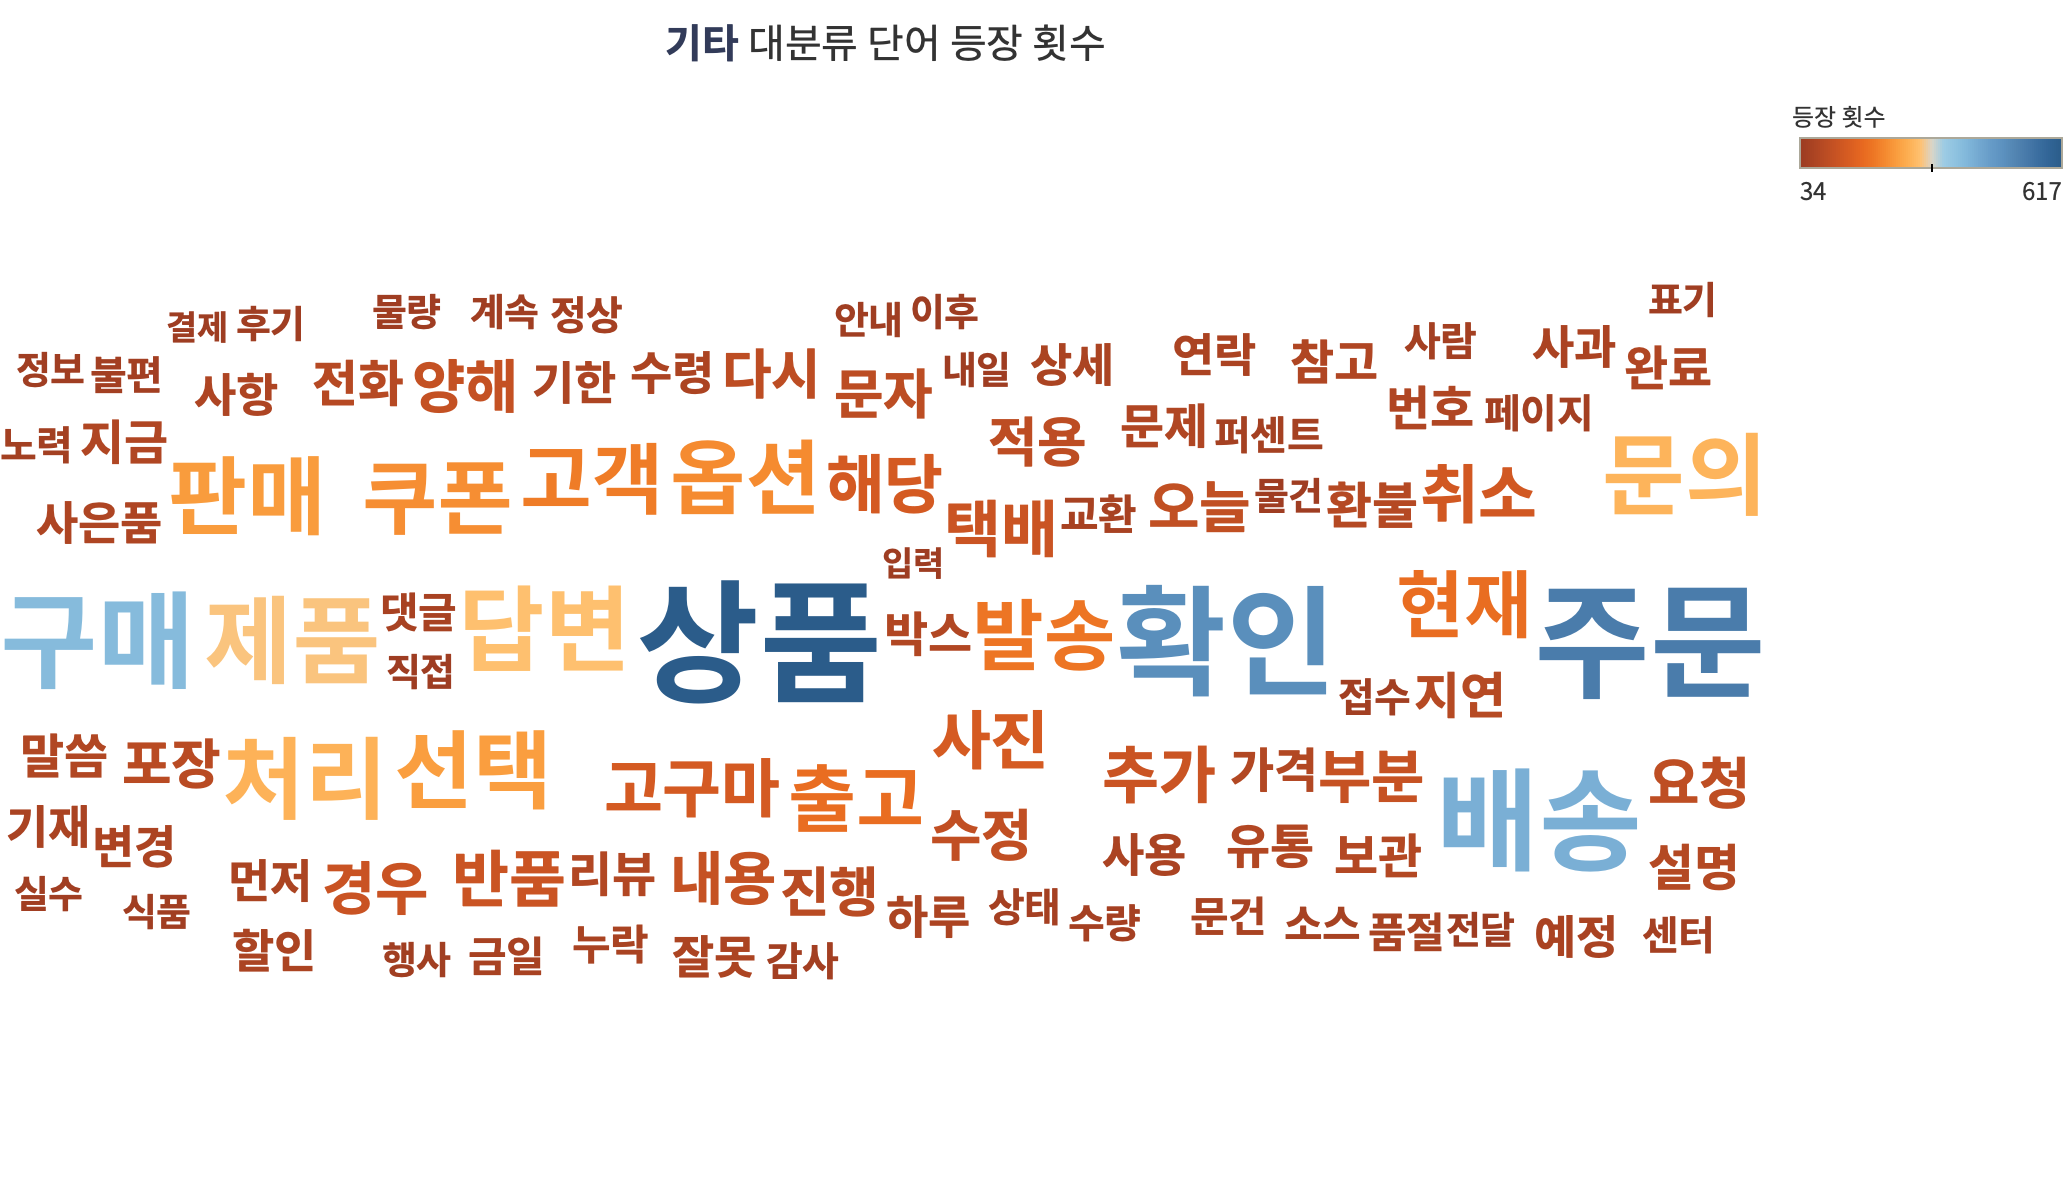 기타 대분류 단어 등장 횟수
등장 횟수
34 617
표기
결제 후기 물량 계속 정상 안내 이후
정보 불편 사항 전화 양해 기한 수령 다시 문자 내일 상세 연락 참고 사람 사과 완료
노력 지금 적용 문제 퍼센트 번호 페이지
판매 쿠폰 고객 옵션 해당 문의
사은품 택배 교환 오늘 물건 환불 취소
입력
구매 제품 댓글 답변 상품 박스 발송 확인 현재 주문
직접 접수 지연
말씀 포장 처리 선택 고구마 출고 사진 추가 가격 부분 배송 요청
기재 변경 수정 사용 유통 보관 설명
실수 식품 먼저 경우 반품 리뷰 내용 진행 하루 상태 수량 문건 소스 품절 전달 예정 센터
할인 행사 금일 누락 잘못 감사